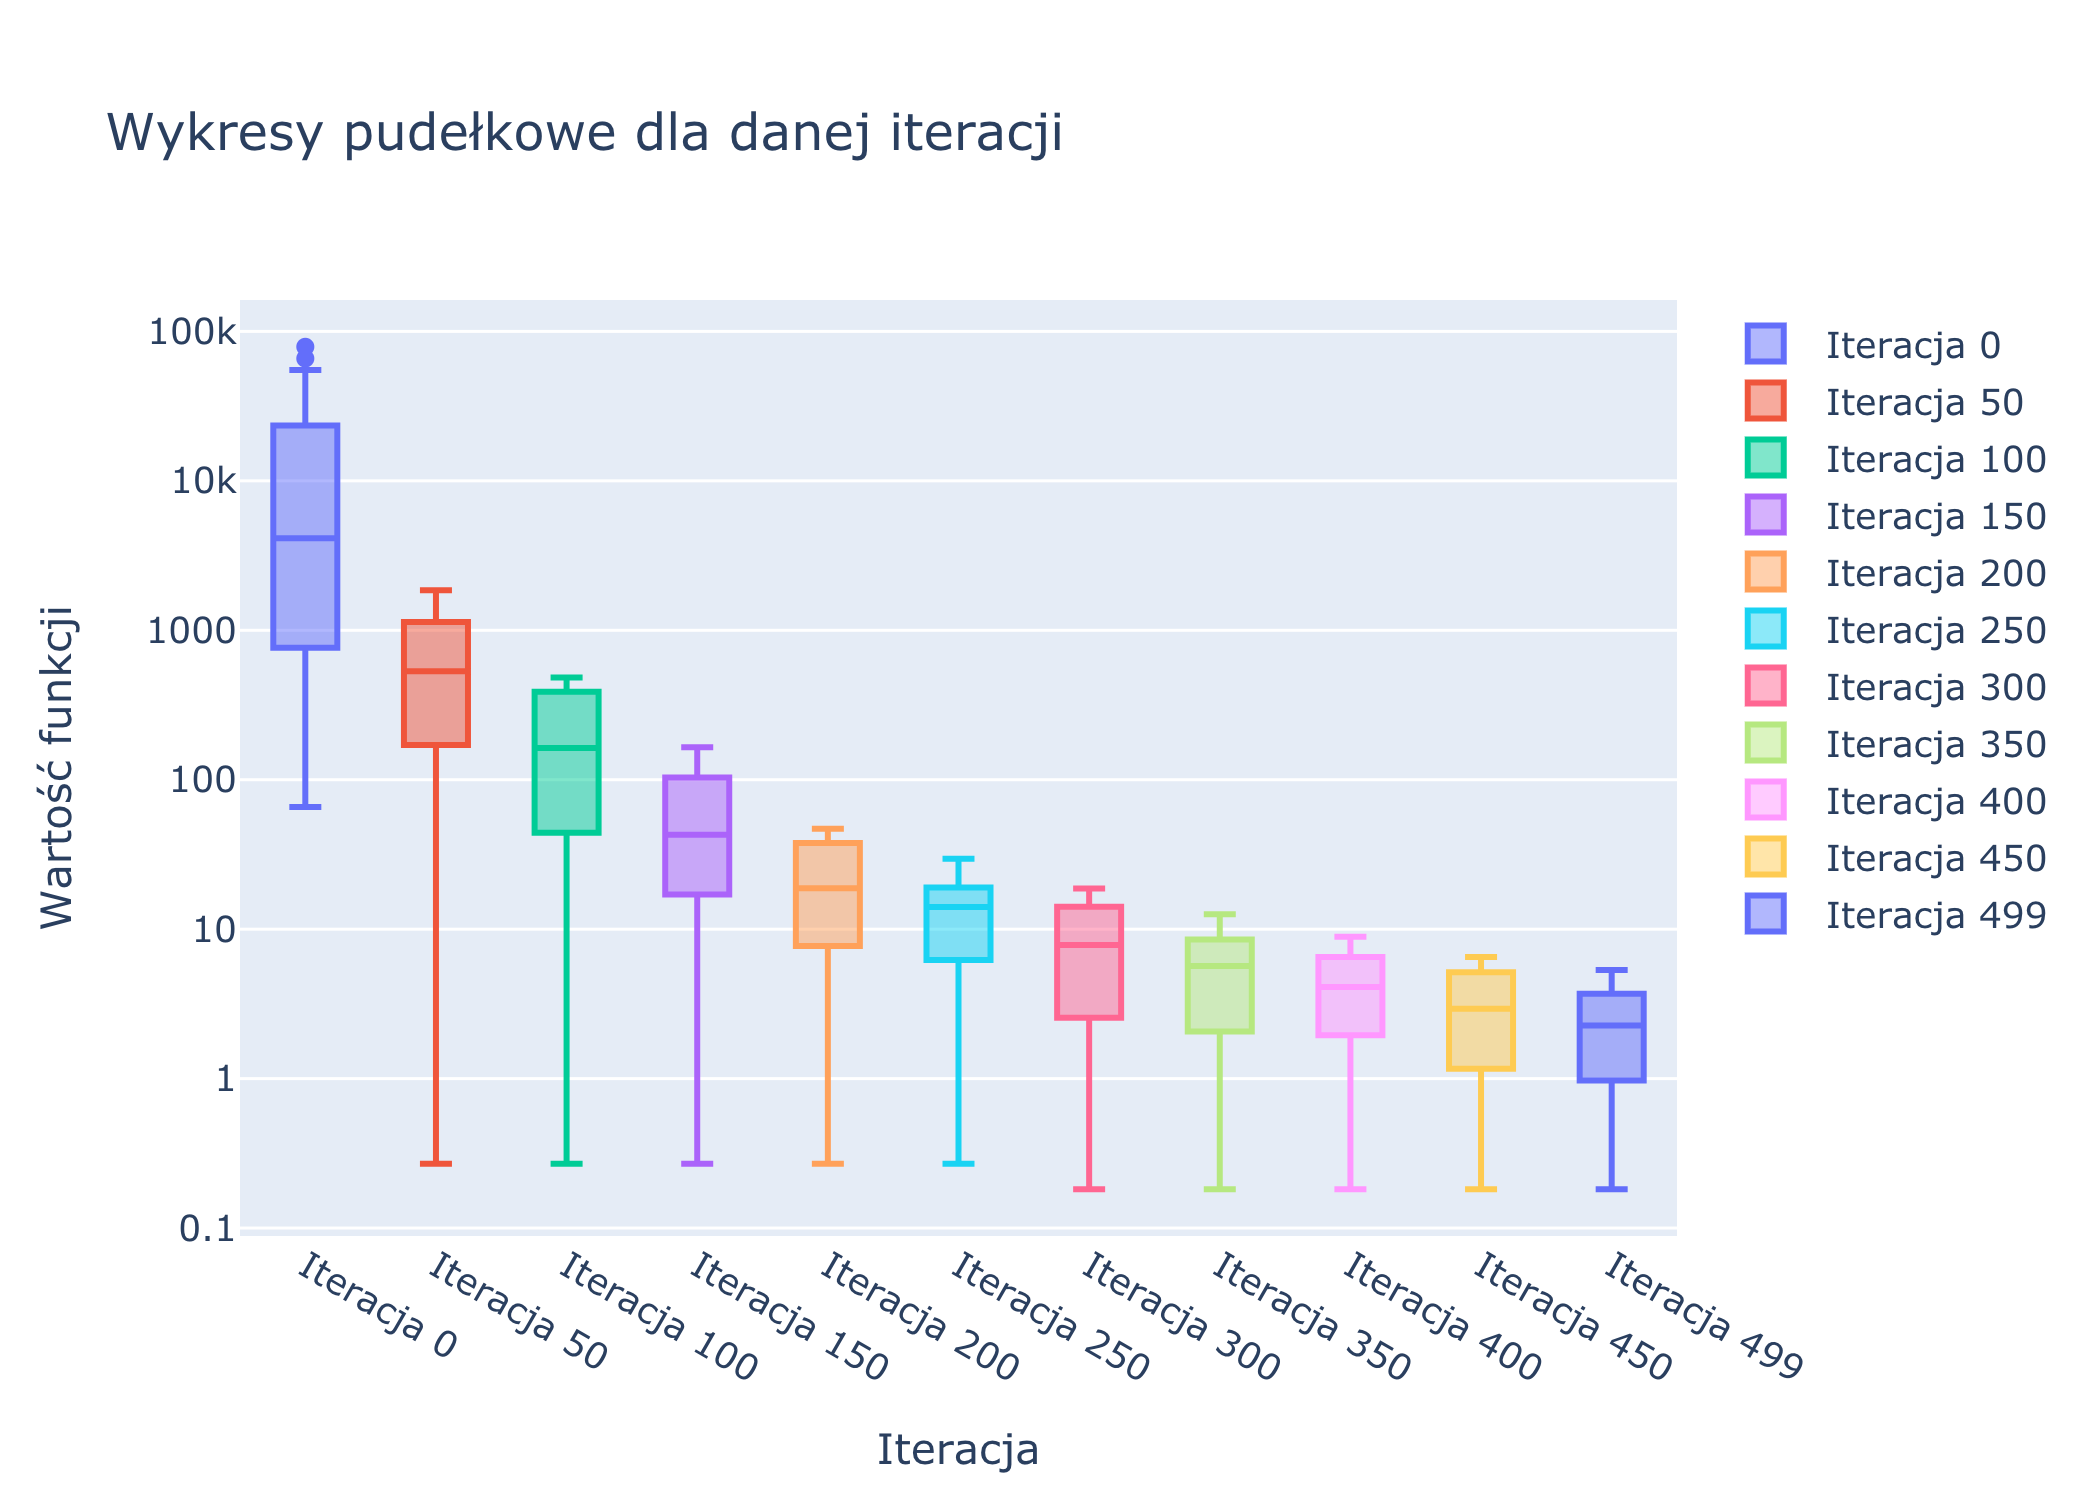 Wykresy pudełkowe dla danej iteracji
Wartość funkcji
100k
10k
1000
100
10
1
0.1
Iteracja 0
Iteracja 50
Iteracja 100
Iteracja 150
Iteracja 200
Iteracja 250
Iteracja 300
Iteracja 350
Iteracja 400
Iteracja 450
Iteracja 499
Iteracja
Iteracja 0
Iteracja 50
Iteracja 100
Iteracja 150
Iteracja 200
Iteracja 250
Iteracja 300
Iteracja 350
Iteracja 400
Iteracja 450
Iteracja 499